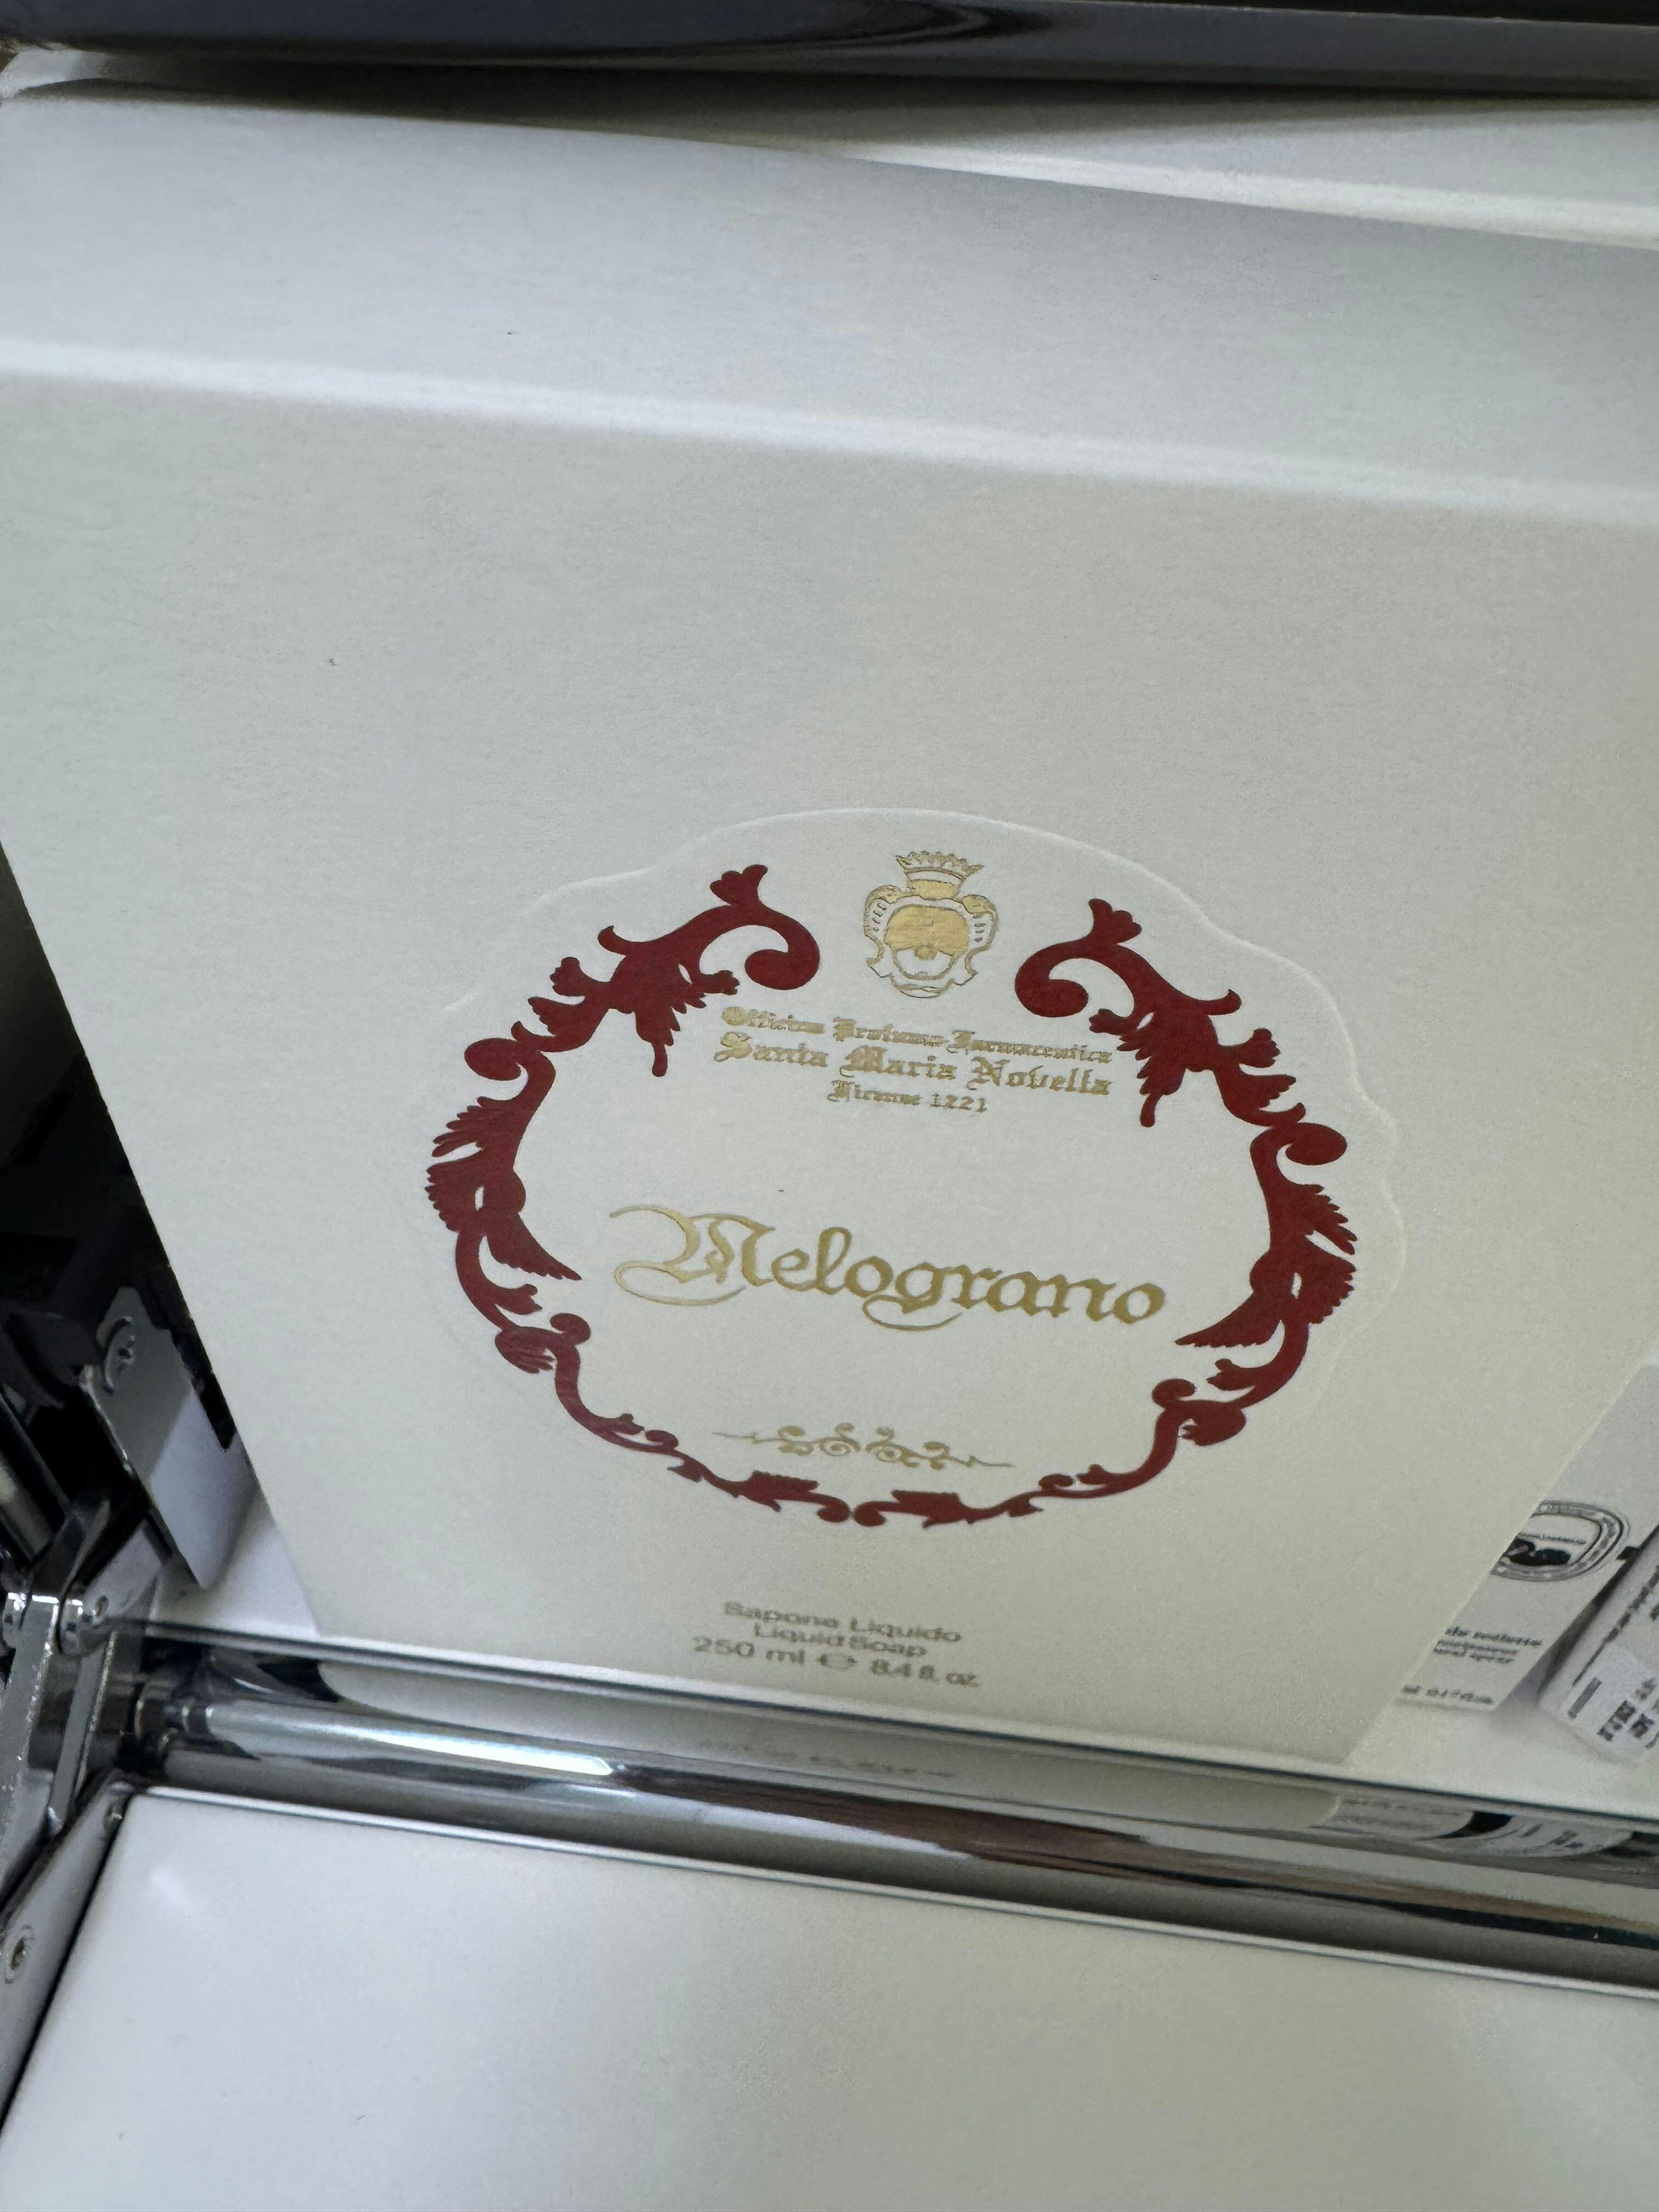 Officina Profumo-Farmaceutica
Santa Maria Novella
Firenze 1221
Melograno
Sapone Liquido
Liquid Soap
250 ml ℮ 8.4 fl. oz.